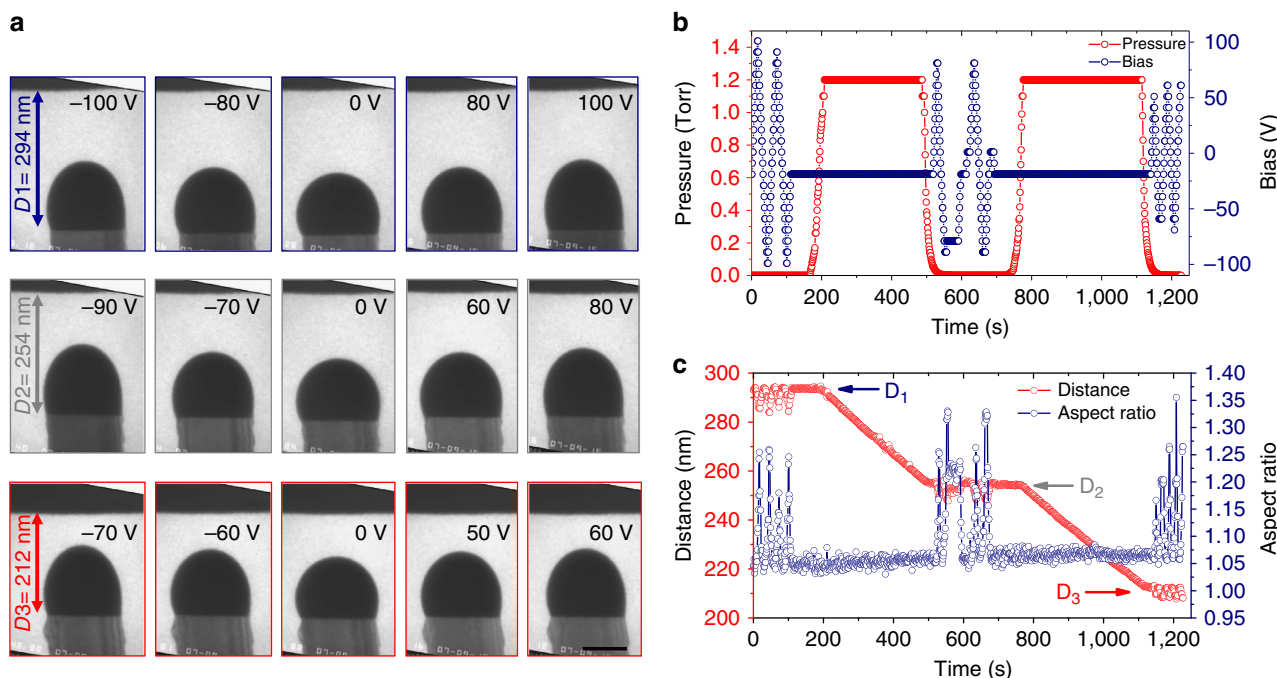 a
D1= 294 nm
–100 V
–80 V
0 V
80 V
100 V
D2= 254 nm
–90 V
–70 V
0 V
60 V
80 V
D3= 212 nm
–70 V
–60 V
0 V
50 V
60 V
b
Pressure
Bias
Pressure (Torr)
1.4
1.2
1.0
0.8
0.6
0.4
0.2
0.0
100
50
0
–50
–100
Bias (V)
0 200 400 600 800 1,000 1,200
Time (s)
c
Distance
Aspect ratio
D1
D2
D3
Distance (nm)
300
280
260
240
220
200
1.40
1.35
1.30
1.25
1.20
1.15
1.10
1.05
1.00
0.95
Aspect ratio
0 200 400 600 800 1,000 1,200
Time (s)